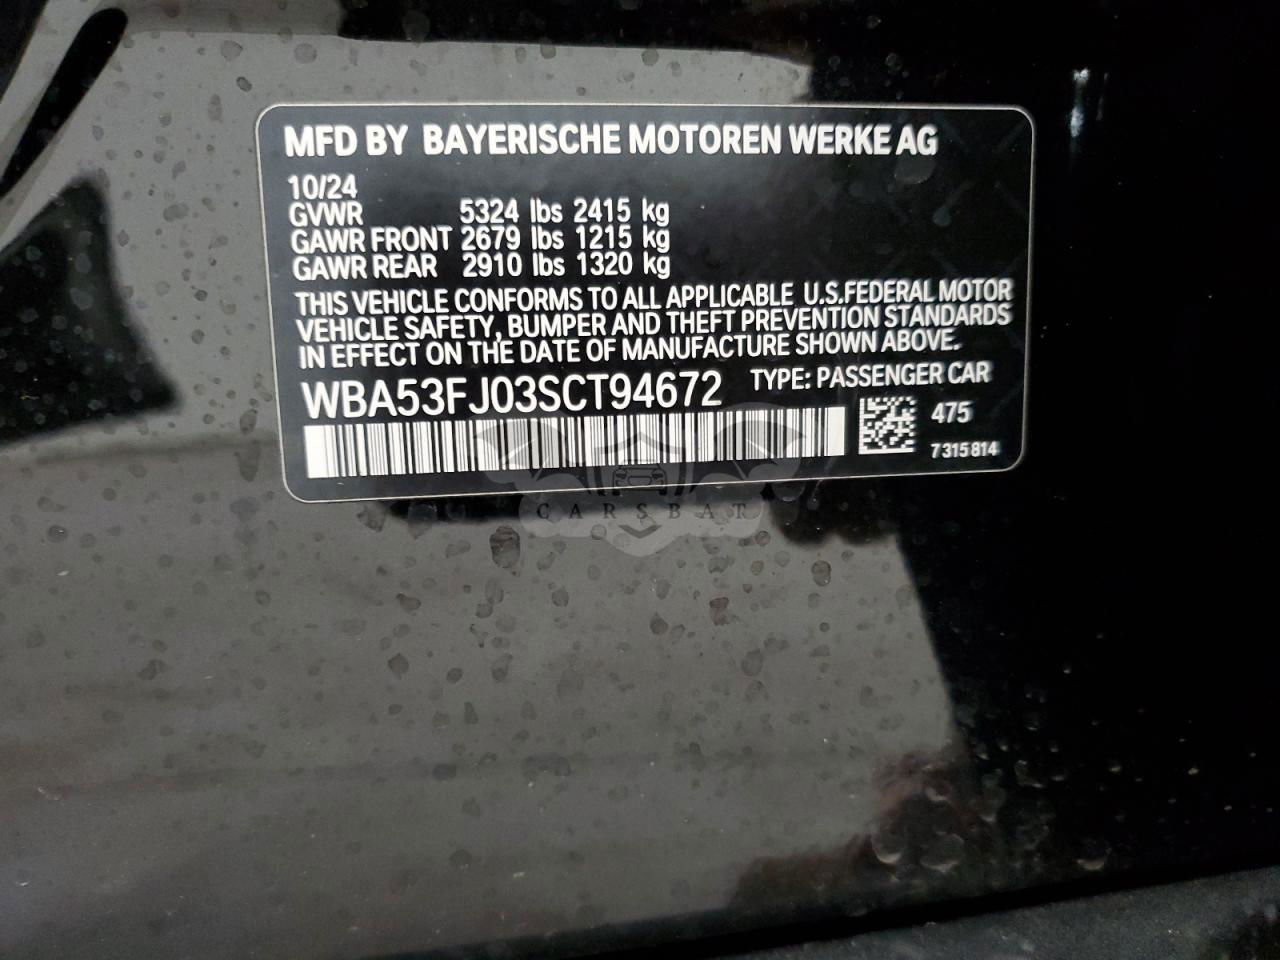 MFD BY BAYERISCHE MOTOREN WERKE AG
10/24
GVWR 5324 lbs 2415 kg
GAWR FRONT 2679 lbs 1215 kg
GAWR REAR 2910 lbs 1320 kg
THIS VEHICLE CONFORMS TO ALL APPLICABLE U.S.FEDERAL MOTOR
VEHICLE SAFETY, BUMPER AND THEFT PREVENTION STANDARDS
IN EFFECT ON THE DATE OF MANUFACTURE SHOWN ABOVE.
WBA53FJ03SCT94672 TYPE: PASSENGER CAR
475
7315814
CARSBAT